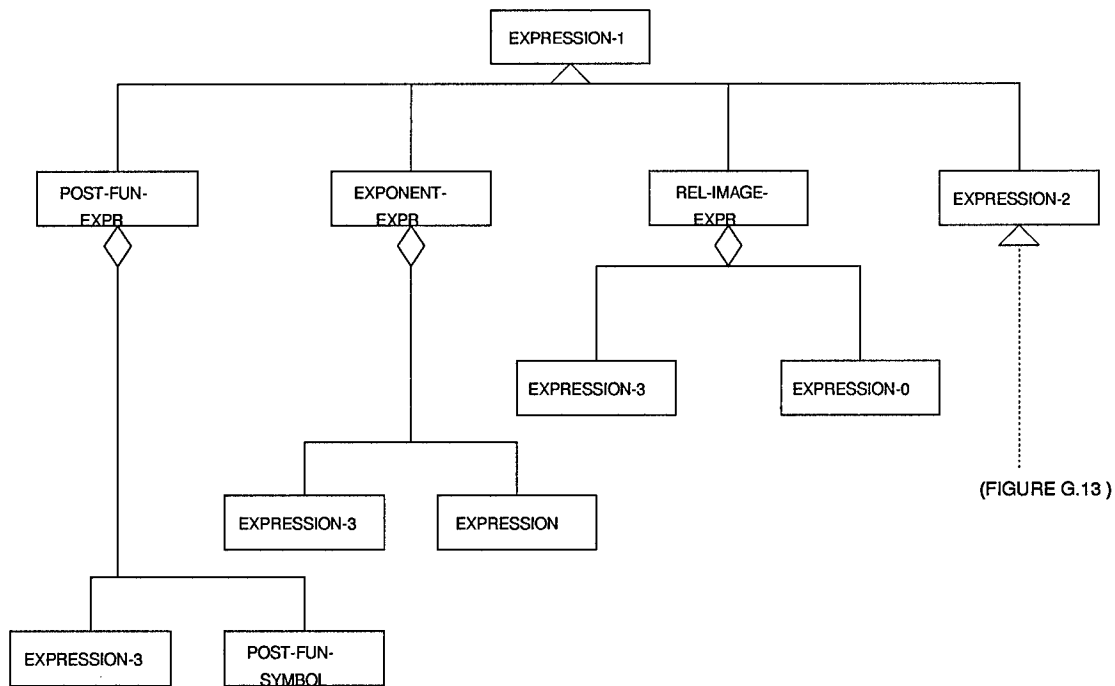 EXPRESSION-1
POST-FUN-
EXPR
EXPONENT-
EXPR
REL-IMAGE-
EXPR
EXPRESSION-2
EXPRESSION-3
EXPRESSION-0
(FIGURE G.13 )
EXPRESSION-3
EXPRESSION
EXPRESSION-3
POST-FUN-
SYMBOL